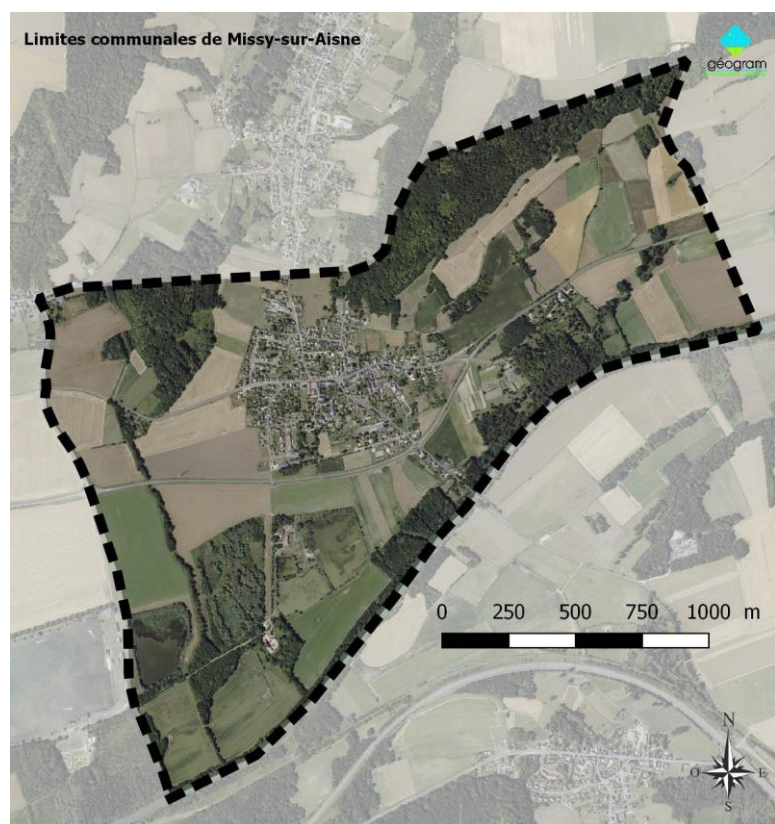 Limites communales de Missy-sur-Aisne
géogram
0 250 500 750 1000 m
N
O E
S